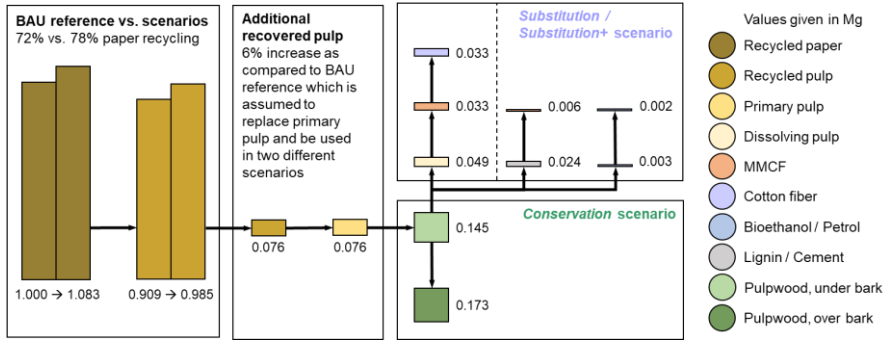 BAU reference vs. scenarios
72% vs. 78% paper recycling
1.000 → 1.083
0.909 → 0.985
Additional
recovered pulp
6% increase as
compared to BAU
reference which is
assumed to
replace primary
pulp and be used
in two different
scenarios
0.076
0.076
Substitution /
Substitution+ scenario
0.033
0.033
0.006
0.002
0.049
0.024
0.003
Conservation scenario
0.145
0.173
Values given in Mg
Recycled paper
Recycled pulp
Primary pulp
Dissolving pulp
MMCF
Cotton fiber
Bioethanol / Petrol
Lignin / Cement
Pulpwood, under bark
Pulpwood, over bark